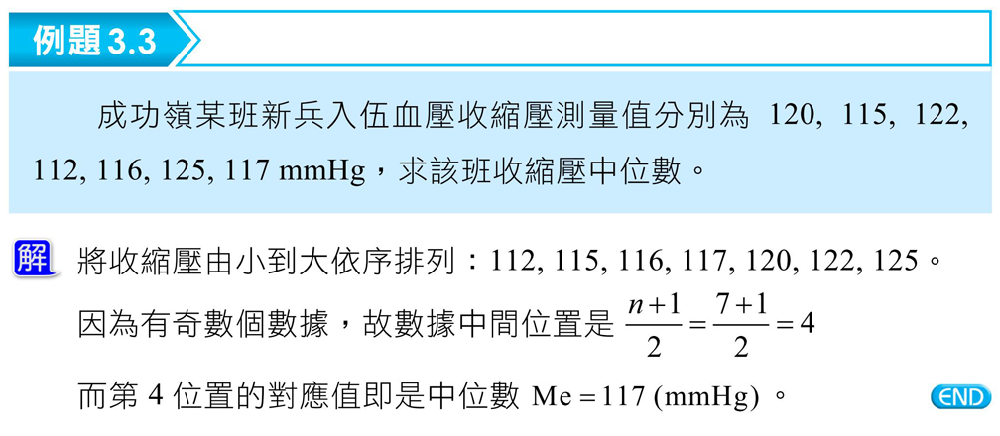 例題3.3
成功嶺某班新兵入伍血壓收縮壓測量值分別為 120, 115, 122,
112, 116, 125, 117 mmHg，求該班收縮壓中位數。
解 將收縮壓由小到大依序排列：112, 115, 116, 117, 120, 122, 125。
因為有奇數個數據，故數據中間位置是 \frac{n+1}{2} = \frac{7+1}{2} = 4
而第 4 位置的對應值即是中位數 Me = 117 (mmHg) 。
END